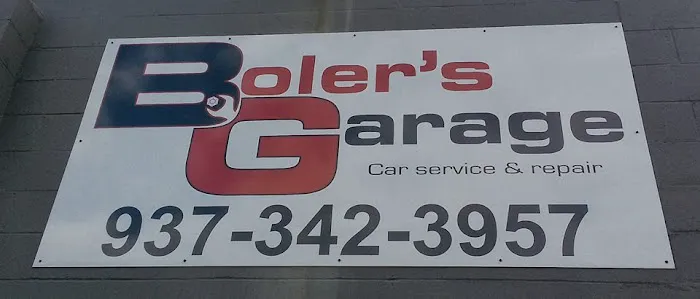 Boler's
Garage
Car service & repair
937-342-3957